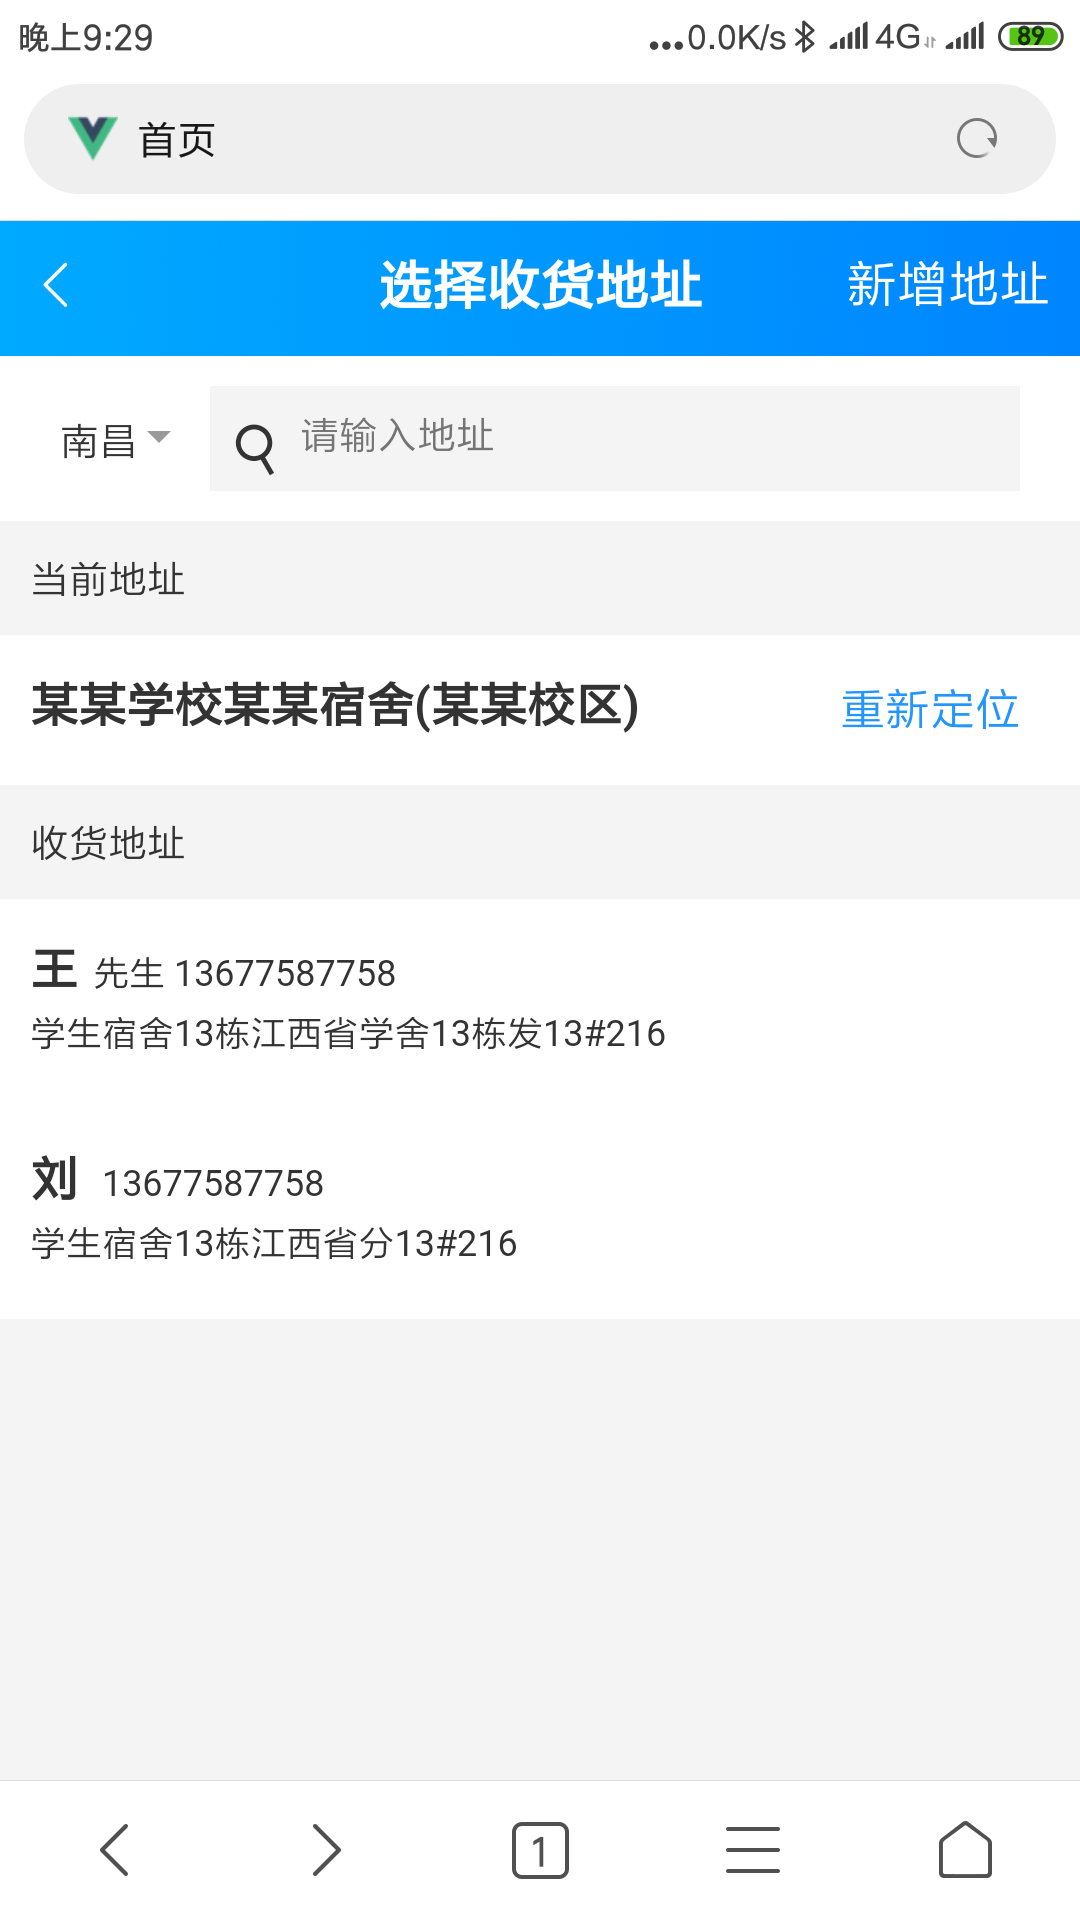 晚上9:29 ...0.0K/s 4G 89
首页
选择收货地址 新增地址
南昌 请输入地址
当前地址
某某学校某某宿舍(某某校区) 重新定位
收货地址
王 先生 13677587758
学生宿舍13栋江西省学舍13栋发13#216
刘 13677587758
学生宿舍13栋江西省分13#216
1